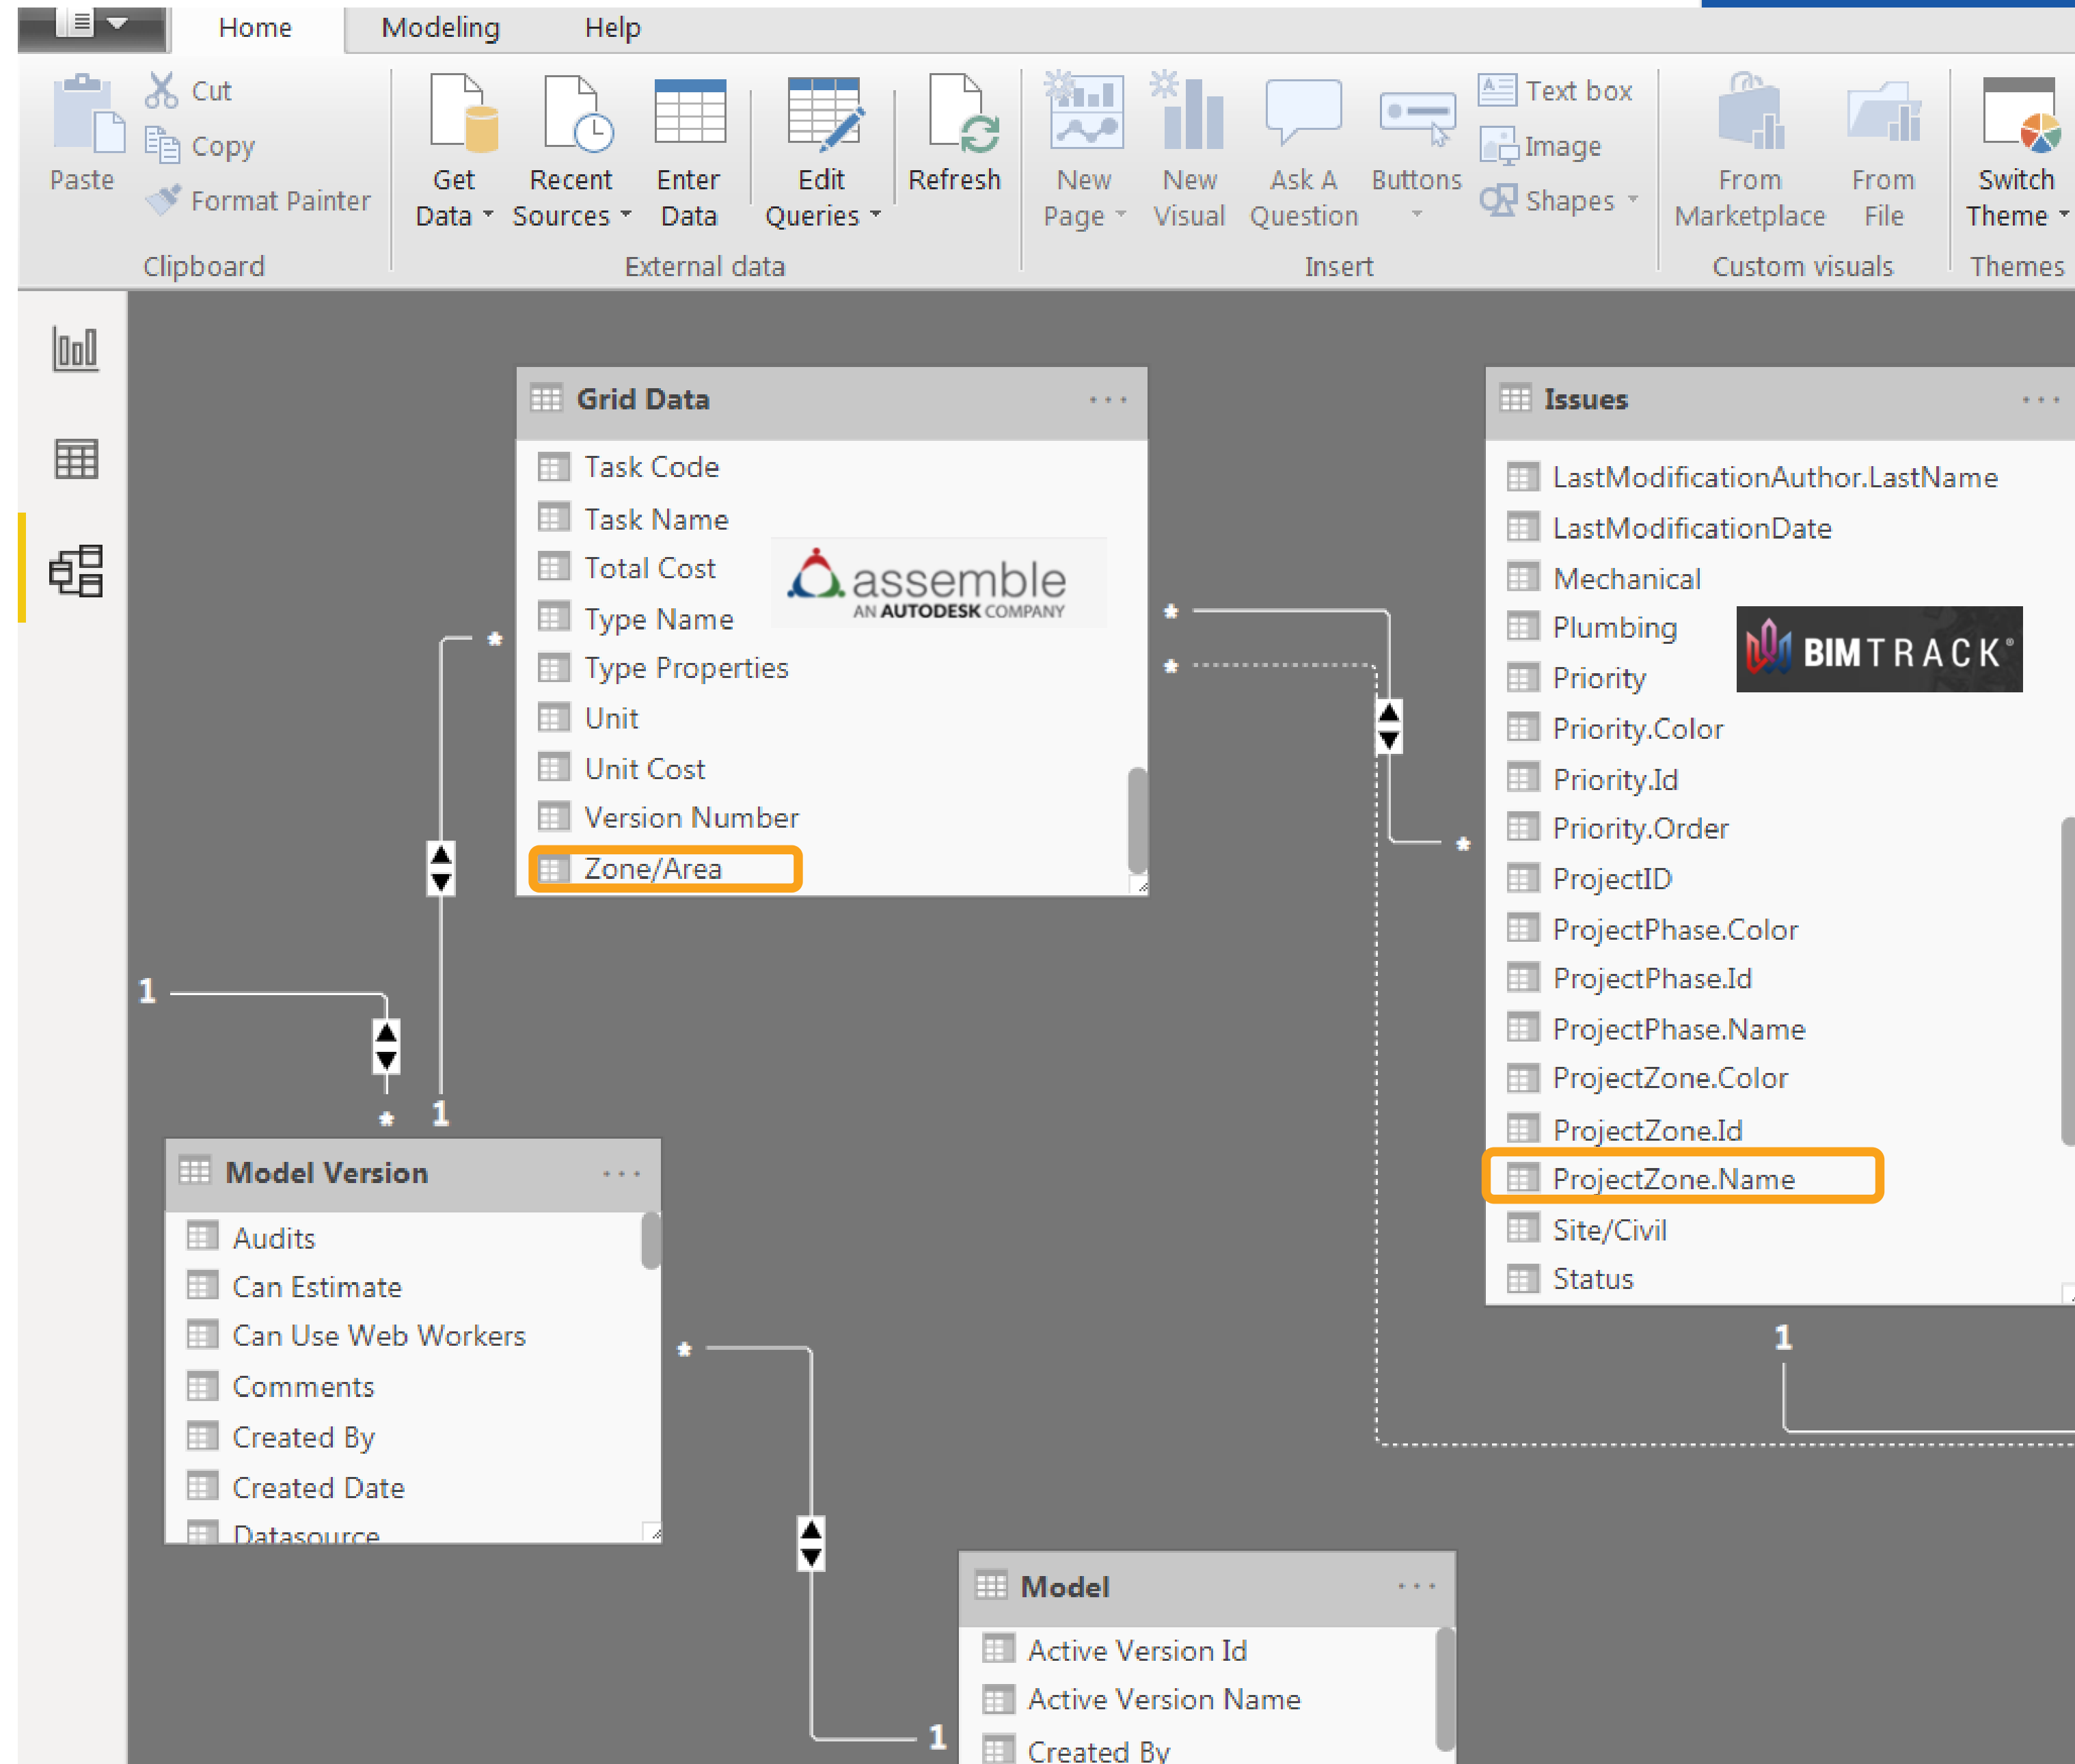 Home Modeling Help
Cut
Copy
Format Painter
Paste
Clipboard
Get Data
Recent Sources
Enter Data
Edit Queries
Refresh
External data
New Page
New Visual
Ask A Question
Buttons
Text box
Image
Shapes
Insert
From Marketplace
From File
Custom visuals
Switch Theme
Themes
Grid Data
Task Code
Task Name
Total Cost
Type Name
Type Properties
Unit
Unit Cost
Version Number
Zone/Area
assemble
AN AUTODESK COMPANY
*
*
*
*
Issues
LastModificationAuthor.LastName
LastModificationDate
Mechanical
Plumbing
Priority
Priority.Color
Priority.Id
Priority.Order
ProjectID
ProjectPhase.Color
ProjectPhase.Id
ProjectPhase.Name
ProjectZone.Color
ProjectZone.Id
ProjectZone.Name
Site/Civil
Status
BIMTRACK®
1
1
* 1
Model Version
Audits
Can Estimate
Can Use Web Workers
Comments
Created By
Created Date
Datasource
*
1
Model
Active Version Id
Active Version Name
Created By